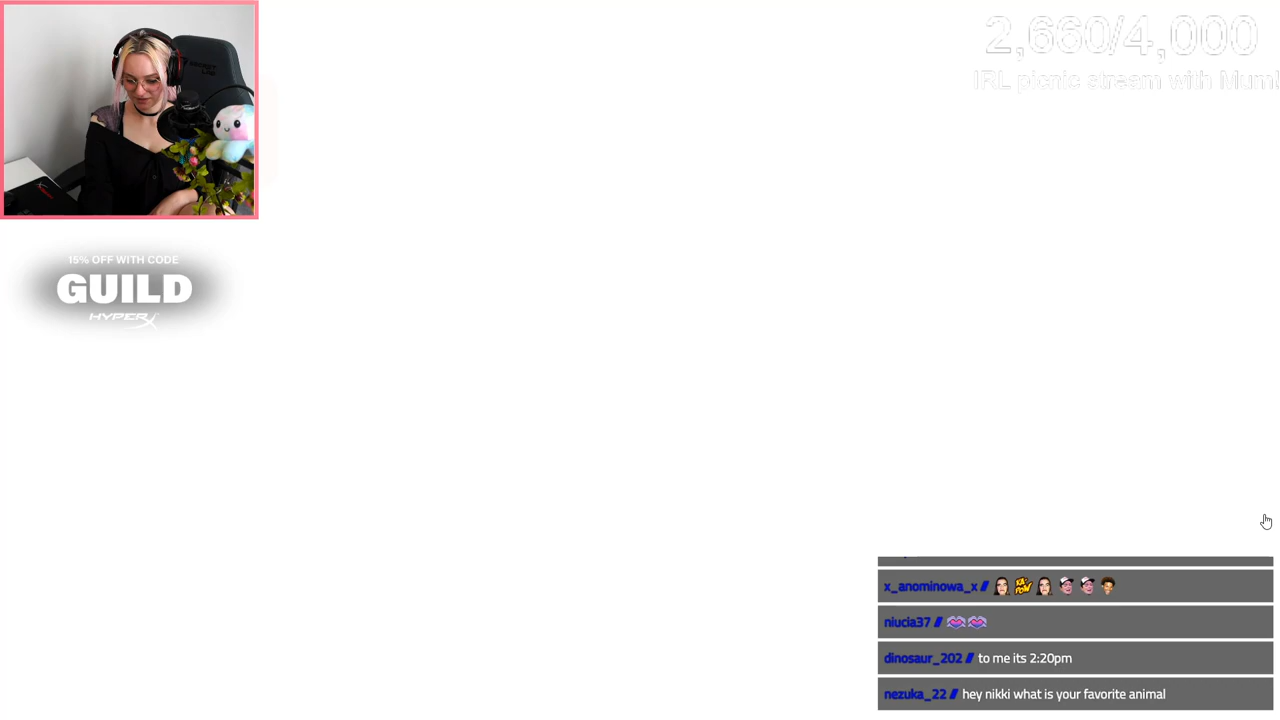 2,660/4,000
IRL picnic stream with Mum!
15% OFF WITH CODE
GUILD
HYPERX
x_anominowa_x //
niucia37 //
dinosaur_202 // to me its 2:20pm
nezuka_22 // hey nikki what is your favorite animal